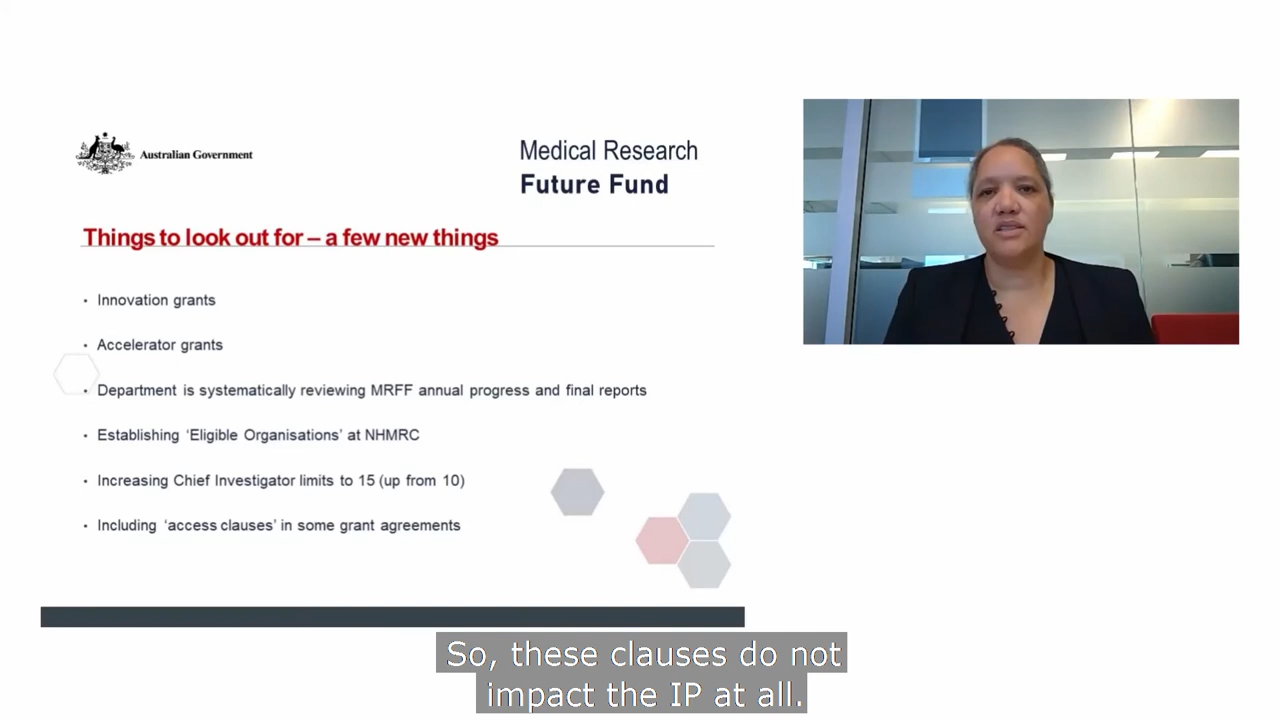 Australian Government
Medical Research
Future Fund
Things to look out for – a few new things
• Innovation grants
• Accelerator grants
• Department is systematically reviewing MRFF annual progress and final reports
• Establishing ‘Eligible Organisations’ at NHMRC
• Increasing Chief Investigator limits to 15 (up from 10)
• Including ‘access clauses’ in some grant agreements
So, these clauses do not
impact the IP at all.